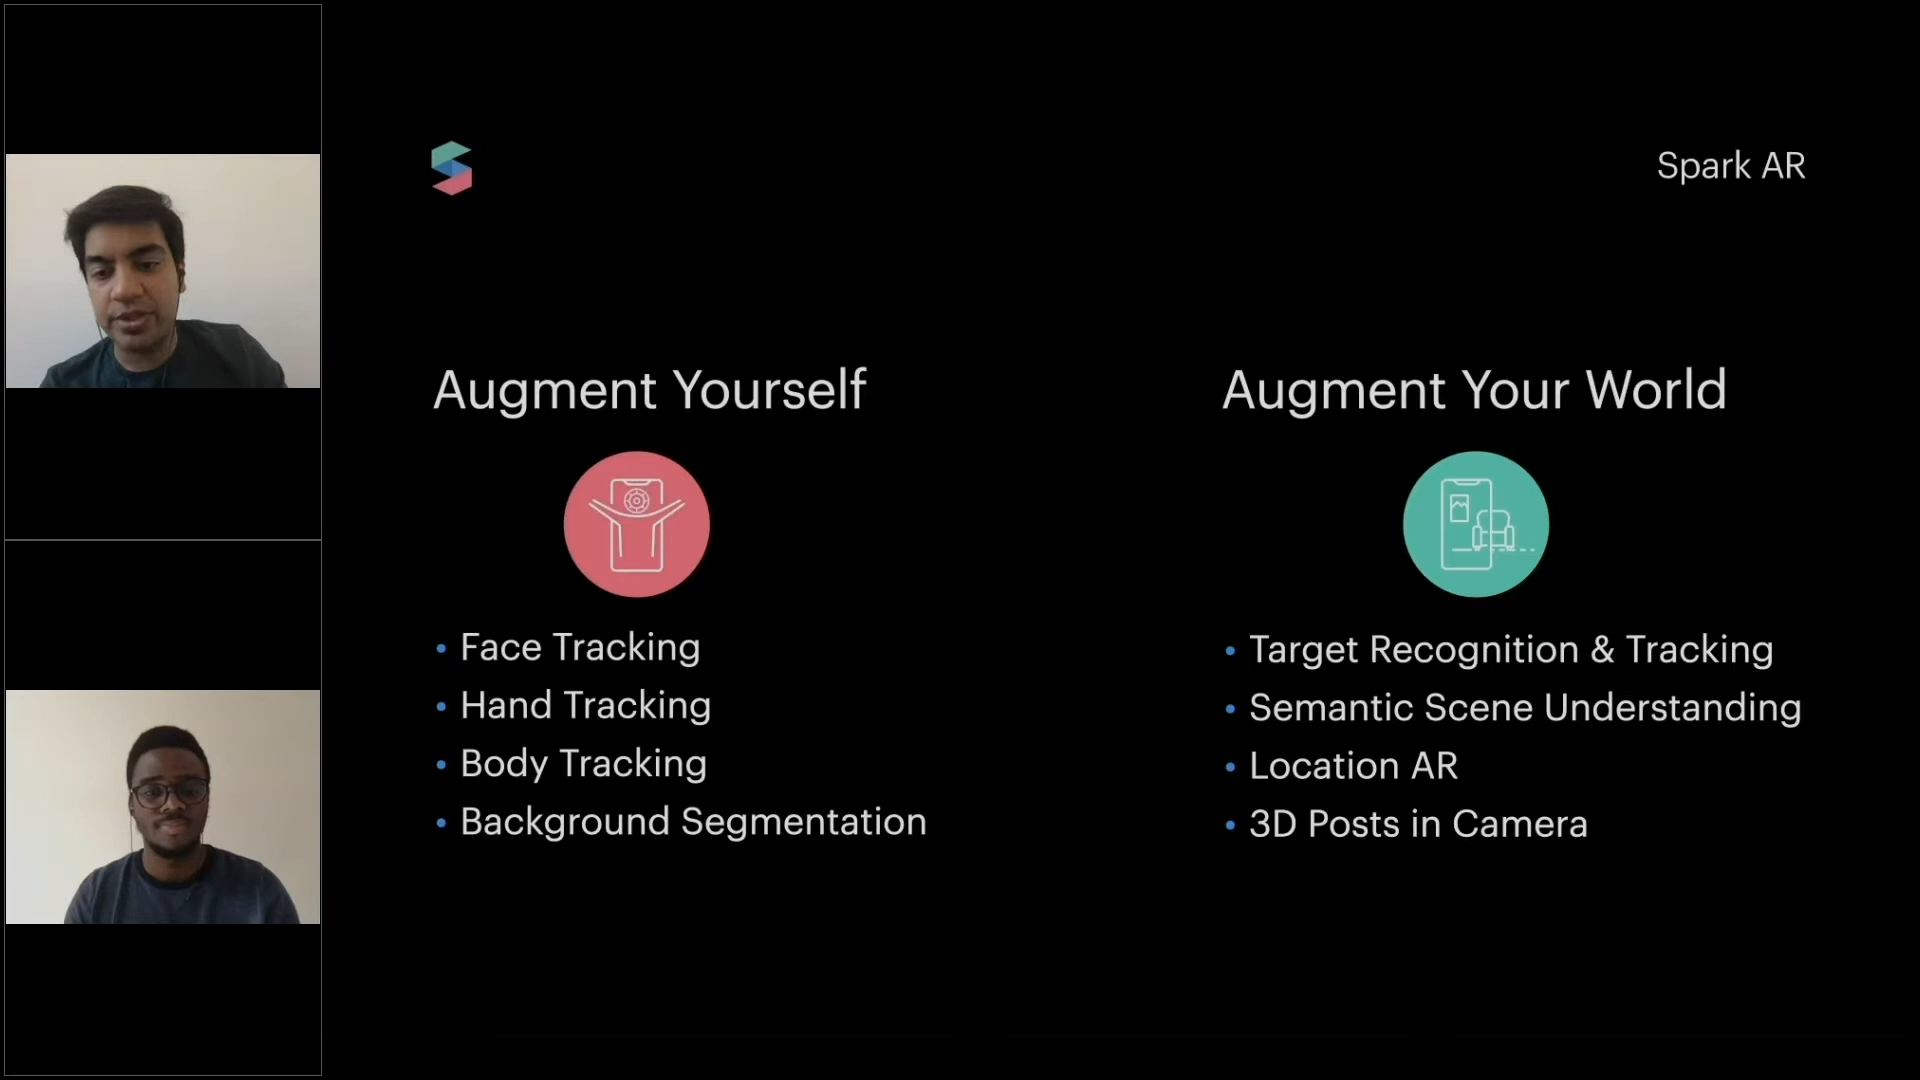 Spark AR
Augment Yourself
Face Tracking
Hand Tracking
Body Tracking
Background Segmentation
Augment Your World
Target Recognition & Tracking
Semantic Scene Understanding
Location AR
3D Posts in Camera